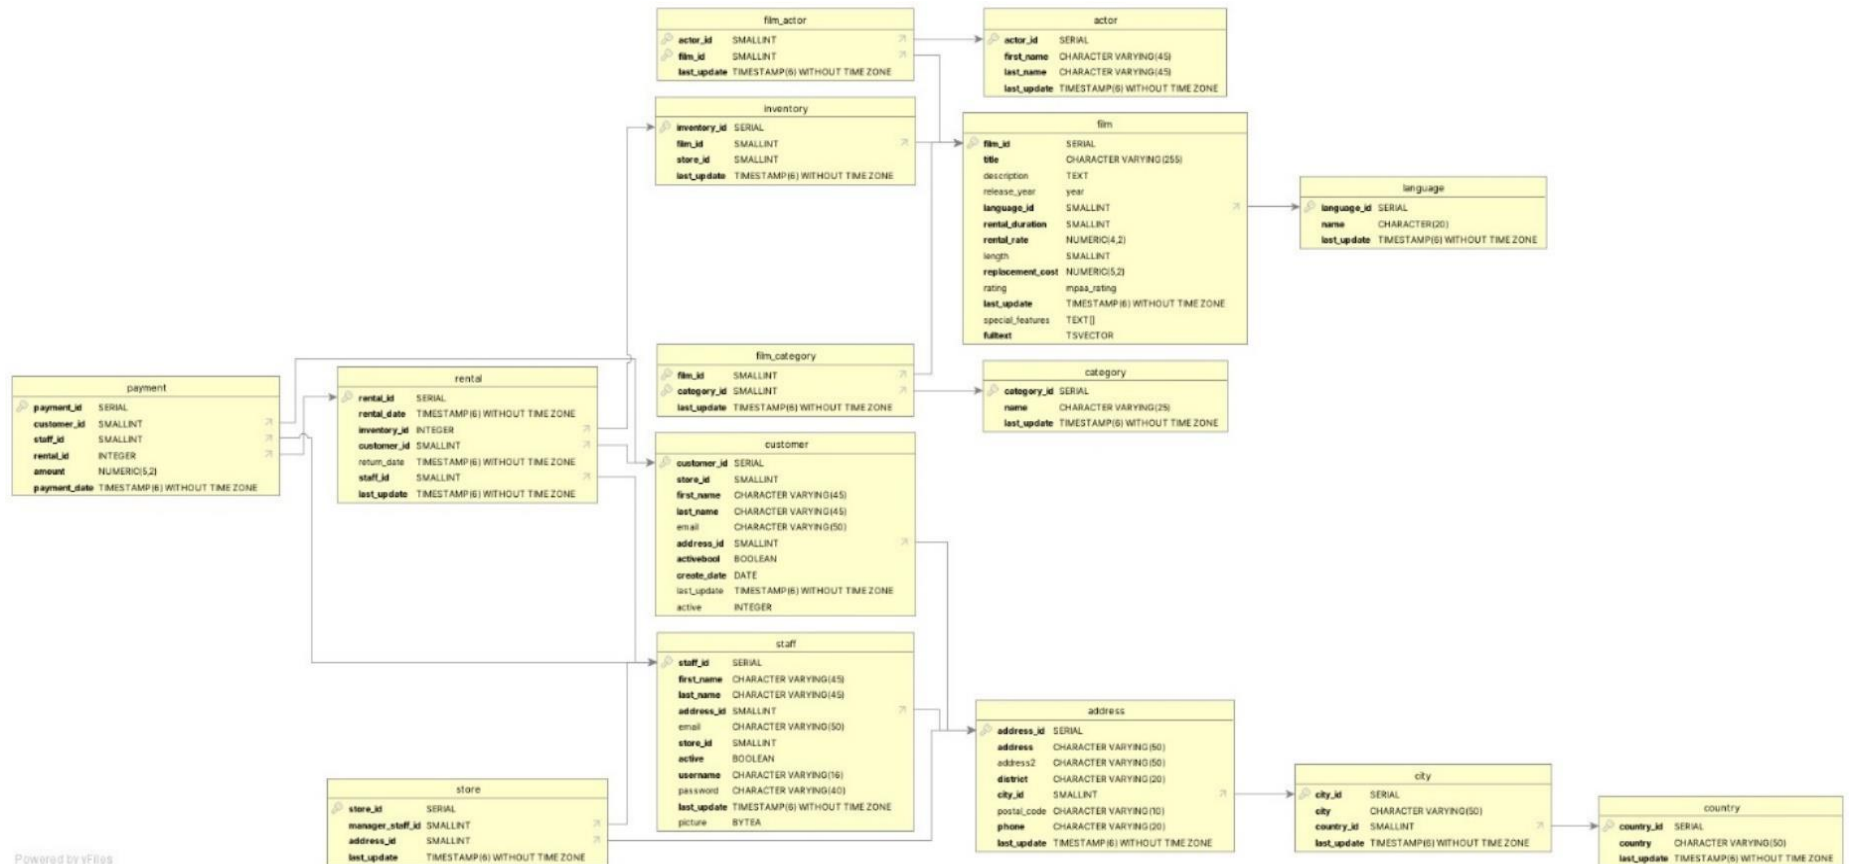 film_actor
actor_id SMALLINT
film_id SMALLINT
last_update TIMESTAMP(6) WITHOUT TIME ZONE
actor
actor_id SERIAL
first_name CHARACTER VARYING(45)
last_name CHARACTER VARYING(45)
last_update TIMESTAMP(6) WITHOUT TIME ZONE
inventory
inventory_id SERIAL
film_id SMALLINT
store_id SMALLINT
last_update TIMESTAMP(6) WITHOUT TIME ZONE
film
film_id SERIAL
title CHARACTER VARYING(255)
description TEXT
release_year year
language_id SMALLINT
rental_duration SMALLINT
rental_rate NUMERIC(4,2)
length SMALLINT
replacement_cost NUMERIC(5,2)
rating mpaa_rating
last_update TIMESTAMP(6) WITHOUT TIME ZONE
special_features TEXT[]
fulltext TSVECTOR
language
language_id SERIAL
name CHARACTER(20)
last_update TIMESTAMP(6) WITHOUT TIME ZONE
payment
payment_id SERIAL
customer_id SMALLINT
staff_id SMALLINT
rental_id INTEGER
amount NUMERIC(5,2)
payment_date TIMESTAMP(6) WITHOUT TIME ZONE
rental
rental_id SERIAL
rental_date TIMESTAMP(6) WITHOUT TIME ZONE
inventory_id INTEGER
customer_id SMALLINT
return_date TIMESTAMP(6) WITHOUT TIME ZONE
staff_id SMALLINT
last_update TIMESTAMP(6) WITHOUT TIME ZONE
film_category
film_id SMALLINT
category_id SMALLINT
last_update TIMESTAMP(6) WITHOUT TIME ZONE
category
category_id SERIAL
name CHARACTER VARYING(25)
last_update TIMESTAMP(6) WITHOUT TIME ZONE
customer
customer_id SERIAL
store_id SMALLINT
first_name CHARACTER VARYING(45)
last_name CHARACTER VARYING(45)
email CHARACTER VARYING(50)
address_id SMALLINT
activebool BOOLEAN
create_date DATE
last_update TIMESTAMP(6) WITHOUT TIME ZONE
active INTEGER
staff
staff_id SERIAL
first_name CHARACTER VARYING(45)
last_name CHARACTER VARYING(45)
address_id SMALLINT
email CHARACTER VARYING(50)
store_id SMALLINT
active BOOLEAN
username CHARACTER VARYING(16)
password CHARACTER VARYING(40)
last_update TIMESTAMP(6) WITHOUT TIME ZONE
picture BYTEA
store
store_id SERIAL
manager_staff_id SMALLINT
address_id SMALLINT
last_update TIMESTAMP(6) WITHOUT TIME ZONE
address
address_id SERIAL
address CHARACTER VARYING(50)
address2 CHARACTER VARYING(50)
district CHARACTER VARYING(20)
city_id SMALLINT
postal_code CHARACTER VARYING(10)
phone CHARACTER VARYING(20)
last_update TIMESTAMP(6) WITHOUT TIME ZONE
city
city_id SERIAL
city CHARACTER VARYING(50)
country_id SMALLINT
last_update TIMESTAMP(6) WITHOUT TIME ZONE
country
country_id SERIAL
country CHARACTER VARYING(50)
last_update TIMESTAMP(6) WITHOUT TIME ZONE
Powered by yFiles